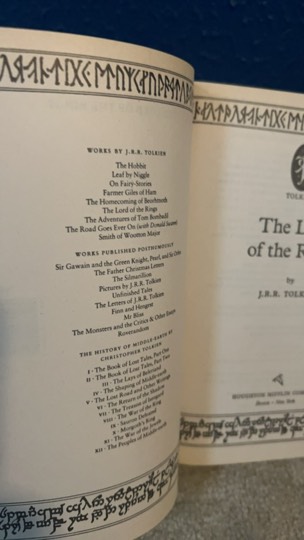 WORKS BY J.R.R. TOLKIEN
The Hobbit
Leaf by Niggle
On Fairy-Stories
Farmer Giles of Ham
The Homecoming of Beorhtnoth
The Lord of the Rings
The Adventures of Tom Bombadil
The Road Goes Ever On (with Donald Swann)
Smith of Wootton Major
WORKS PUBLISHED POSTHUMOUSLY
Sir Gawain and the Green Knight, Pearl, and Sir Orfeo
The Father Christmas Letters
The Silmarillion
Pictures by J.R.R. Tolkien
Unfinished Tales
The Letters of J.R.R. Tolkien
Finn and Hengest
Mr Bliss
The Monsters and the Critics & Other Essays
Roverandom
THE HISTORY OF MIDDLE-EARTH BY
CHRISTOPHER TOLKIEN
I · The Book of Lost Tales, Part One
II · The Book of Lost Tales, Part Two
III · The Lays of Beleriand
IV · The Shaping of Middle-earth
V · The Lost Road and Other Writings
VI · The Return of the Shadow
VII · The Treason of Isengard
VIII · The War of the Ring
IX · Sauron Defeated
X · Morgoth's Ring
XI · The War of the Jewels
XII · The Peoples of Middle-earth
TOLK
The L
of the R
by
J.R.R. TOL
HOUGHTON MIFFLIN COM
Boston · New York